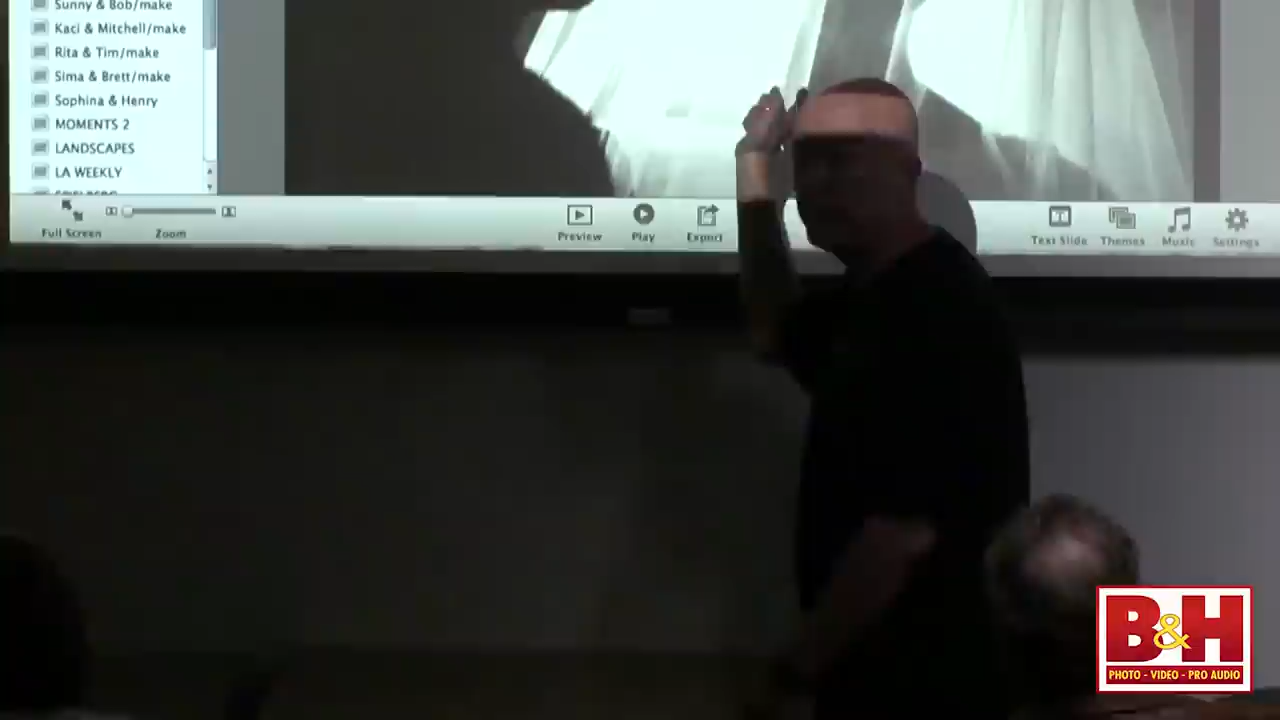 Sunny & Bob/make
Kaci & Mitchell/make
Rita & Tim/make
Sima & Brett/make
Sophina & Henry
MOMENTS 2
LANDSCAPES
LA WEEKLY
Full Screen
Zoom
Preview
Play
Export
Text Slide
Themes
Music
Settings
B&H
PHOTO - VIDEO - PRO AUDIO